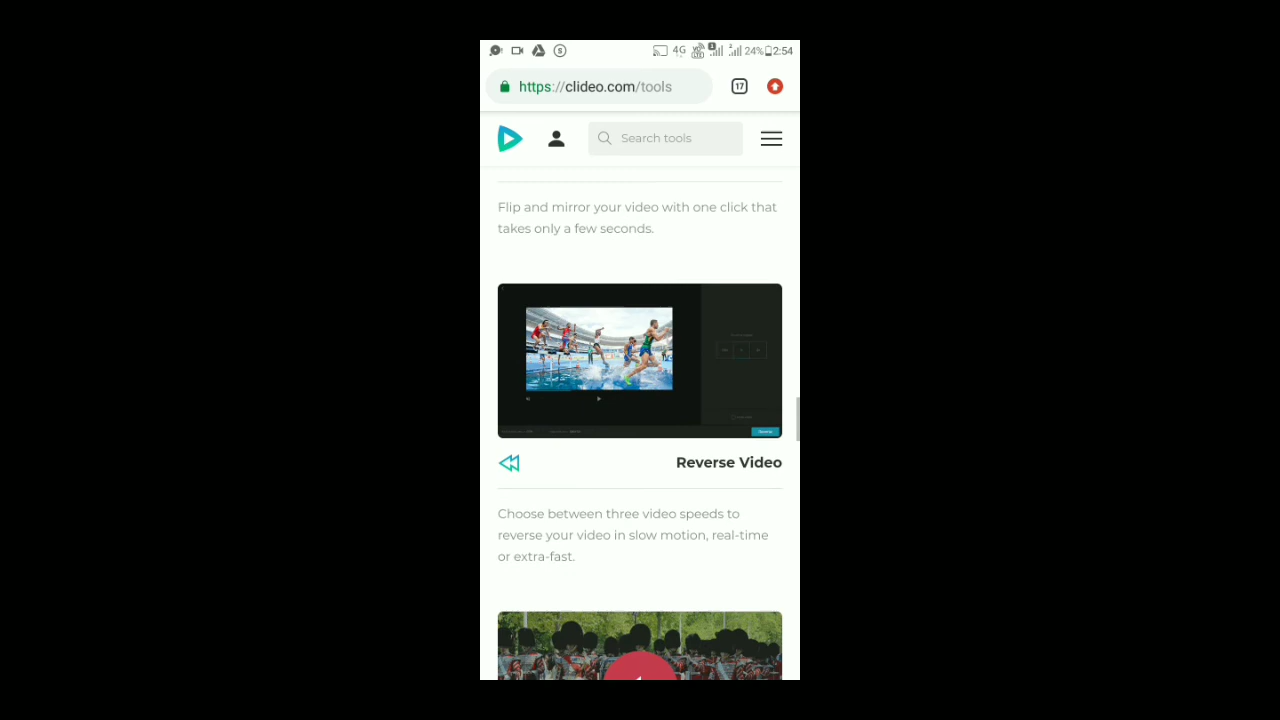 4G 24% 2:54
https://clideo.com/tools 17
Search tools
Flip and mirror your video with one click that
takes only a few seconds.
Reverse Video
Choose between three video speeds to
reverse your video in slow motion, real-time
or extra-fast.